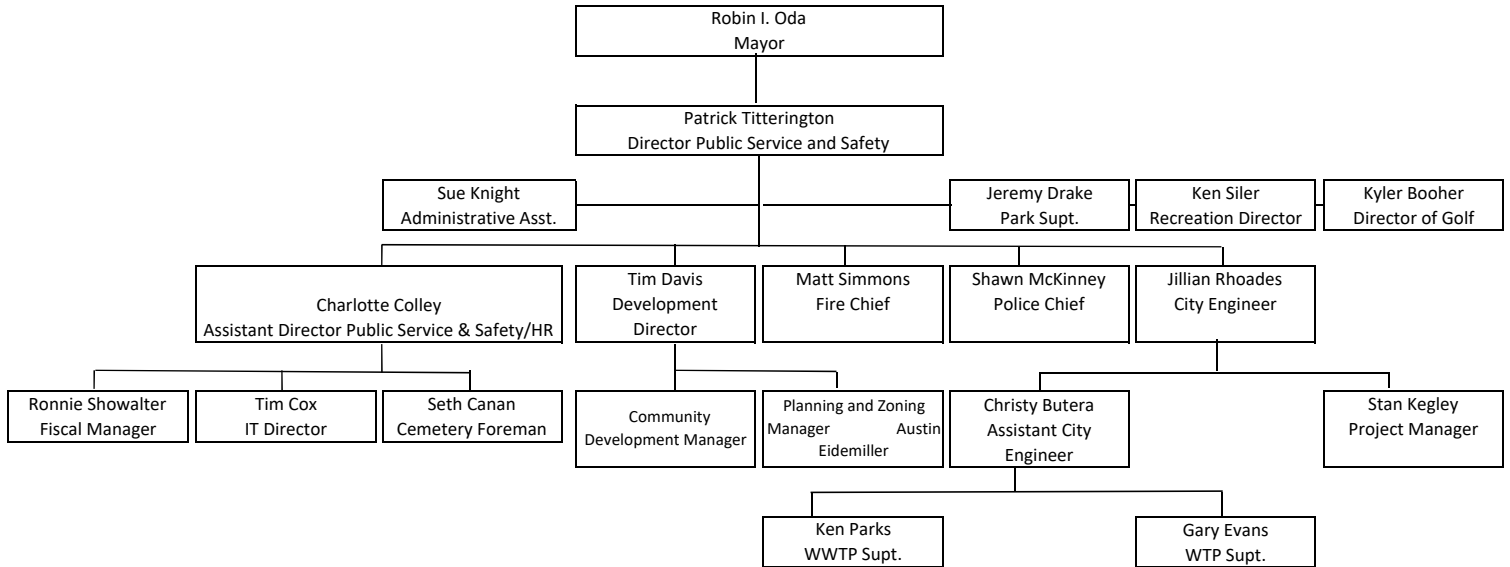 Robin I. Oda
Mayor
Patrick Titterington
Director Public Service and Safety
Sue Knight
Administrative Asst.
Jeremy Drake
Park Supt.
Ken Siler
Recreation Director
Kyler Booher
Director of Golf
Charlotte Colley
Assistant Director Public Service & Safety/HR
Tim Davis
Development
Director
Matt Simmons
Fire Chief
Shawn McKinney
Police Chief
Jillian Rhoades
City Engineer
Ronnie Showalter
Fiscal Manager
Tim Cox
IT Director
Seth Canan
Cemetery Foreman
Community
Development Manager
Planning and Zoning
Manager Austin
Eidemiller
Christy Butera
Assistant City
Engineer
Stan Kegley
Project Manager
Ken Parks
WWTP Supt.
Gary Evans
WTP Supt.